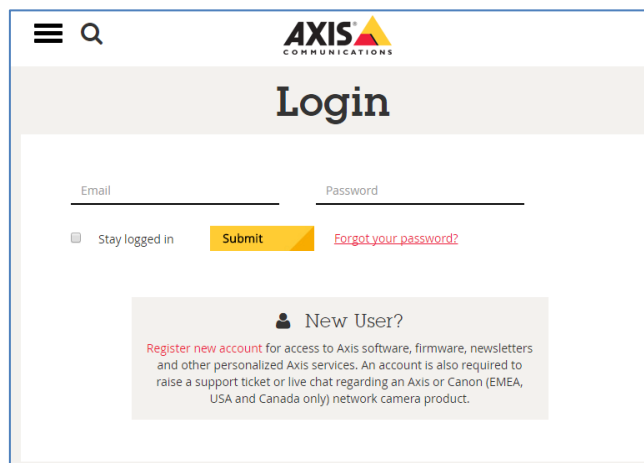 AXIS
COMMUNICATIONS
Login
Email Password
Stay logged in Submit Forgot your password?
New User?
Register new account for access to Axis software, firmware, newsletters
and other personalized Axis services. An account is also required to
raise a support ticket or live chat regarding an Axis or Canon (EMEA,
USA and Canada only) network camera product.